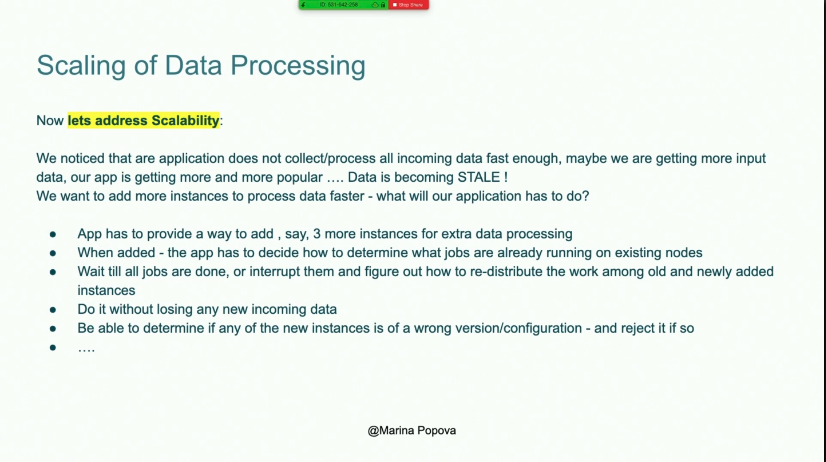 ID: 501-942-258
Stop Share
Scaling of Data Processing
Now lets address Scalability:
We noticed that are application does not collect/process all incoming data fast enough, maybe we are getting more input
data, our app is getting more and more popular …. Data is becoming STALE !
We want to add more instances to process data faster - what will our application has to do?
● App has to provide a way to add , say, 3 more instances for extra data processing
● When added - the app has to decide how to determine what jobs are already running on existing nodes
● Wait till all jobs are done, or interrupt them and figure out how to re-distribute the work among old and newly added
instances
● Do it without losing any new incoming data
● Be able to determine if any of the new instances is of a wrong version/configuration - and reject it if so
● ….
@Marina Popova